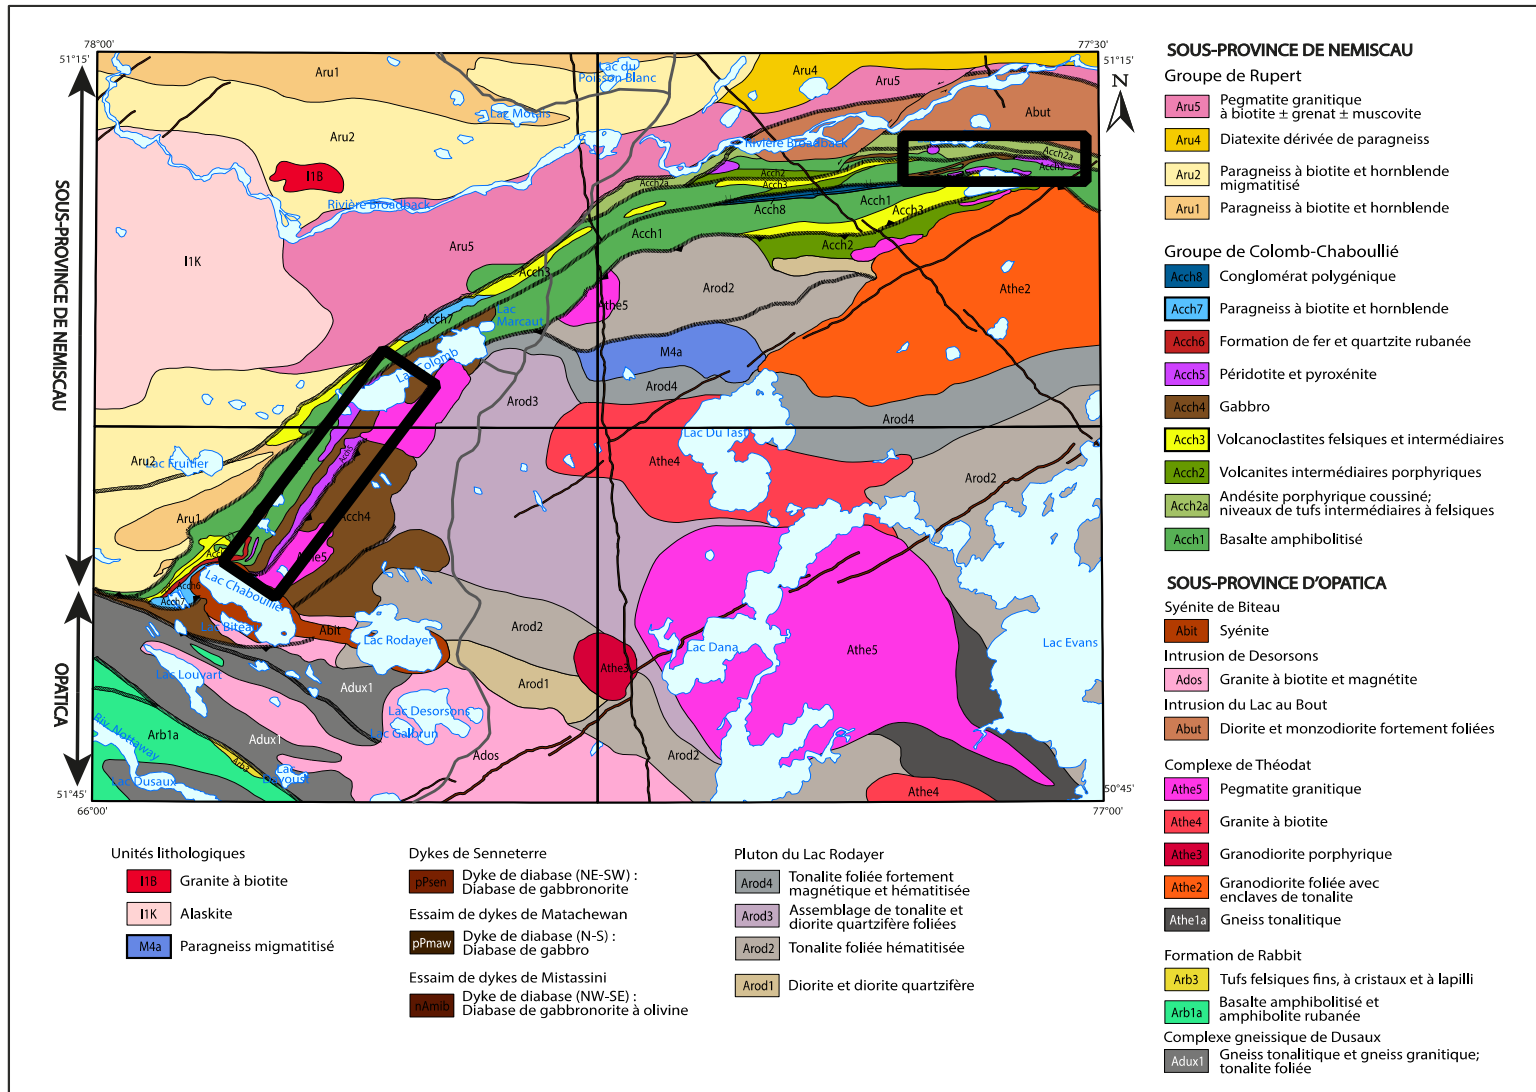 78°00'
77°30'
51°15'
51°15'
N
SOUS-PROVINCE DE NEMISCAU
OPATICA
Aru1
Lac du
Poisson Blanc
Aru4
Aru5
Abut
Lac Motais
Aru2
Rivière Broadback
I1B
Rivière Broadback
Acch2a
Acch5
Acch2
Acch3
Acch2a
Acch8
Acch1
Acch3
Acch1
Acch2
Aru5
I1K
Acch3
Arod2
Athe2
Athe5
Acch7
Lac
Marcaut
M4a
Lac Colomb
Arod4
Arod3
Arod4
Lac Du Tast
Aru2
Lac Fruitier
Athe4
Arod2
Acch5
Aru1
Acch4
Athe5
Lac Chabouillié
Acch6
Acch7
Lac Biteau
Abit
Lac Rodayer
Arod2
Lac Evans
Lac Dana
Athe5
Athe3
Lac Louvart
Adux1
Arod1
Lac Desorsons
Lac Galbrun
Riv. Nottaway
Arb1a
Adux1
Ados
Arod2
Arb3
Lac
Lac Dusaux
Athe4
51°45'
66°00'
50°45'
77°00'
SOUS-PROVINCE DE NEMISCAU
Groupe de Rupert
Aru5 Pegmatite granitique
à biotite ± grenat ± muscovite
Aru4 Diatexite dérivée de paragneiss
Aru2 Paragneiss à biotite et hornblende
migmatitisé
Aru1 Paragneiss à biotite et hornblende
Groupe de Colomb-Chaboullié
Acch8 Conglomérat polygénique
Acch7 Paragneiss à biotite et hornblende
Acch6 Formation de fer et quartzite rubanée
Acch5 Péridotite et pyroxénite
Acch4 Gabbro
Acch3 Volcanoclastites felsiques et intermédiaires
Acch2 Volcanites intermédiaires porphyriques
Acch2a Andésite porphyrique coussiné;
niveaux de tufs intermédiaires à felsiques
Acch1 Basalte amphibolitisé
SOUS-PROVINCE D'OPATICA
Syénite de Biteau
Abit Syénite
Intrusion de Desorsons
Ados Granite à biotite et magnétite
Intrusion du Lac au Bout
Abut Diorite et monzodiorite fortement foliées
Complexe de Théodat
Athe5 Pegmatite granitique
Athe4 Granite à biotite
Athe3 Granodiorite porphyrique
Athe2 Granodiorite foliée avec
enclaves de tonalite
Athe1a Gneiss tonalitique
Formation de Rabbit
Arb3 Tufs felsiques fins, à cristaux et à lapilli
Arb1a Basalte amphibolitisé et
amphibolite rubanée
Complexe gneissique de Dusaux
Adux1 Gneiss tonalitique et gneiss granitique;
tonalite foliée
Unités lithologiques
I1B Granite à biotite
I1K Alaskite
M4a Paragneiss migmatitisé
Dykes de Senneterre
pPsen Dyke de diabase (NE-SW) :
Diabase de gabbronorite
Essaim de dykes de Matachewan
pPmaw Dyke de diabase (N-S) :
Diabase de gabbro
Essaim de dykes de Mistassini
nAmib Dyke de diabase (NW-SE) :
Diabase de gabbronorite à olivine
Pluton du Lac Rodayer
Arod4 Tonalite foliée fortement
magnétique et hématitisée
Arod3 Assemblage de tonalite et
diorite quartzifère foliées
Arod2 Tonalite foliée hématitisée
Arod1 Diorite et diorite quartzifère